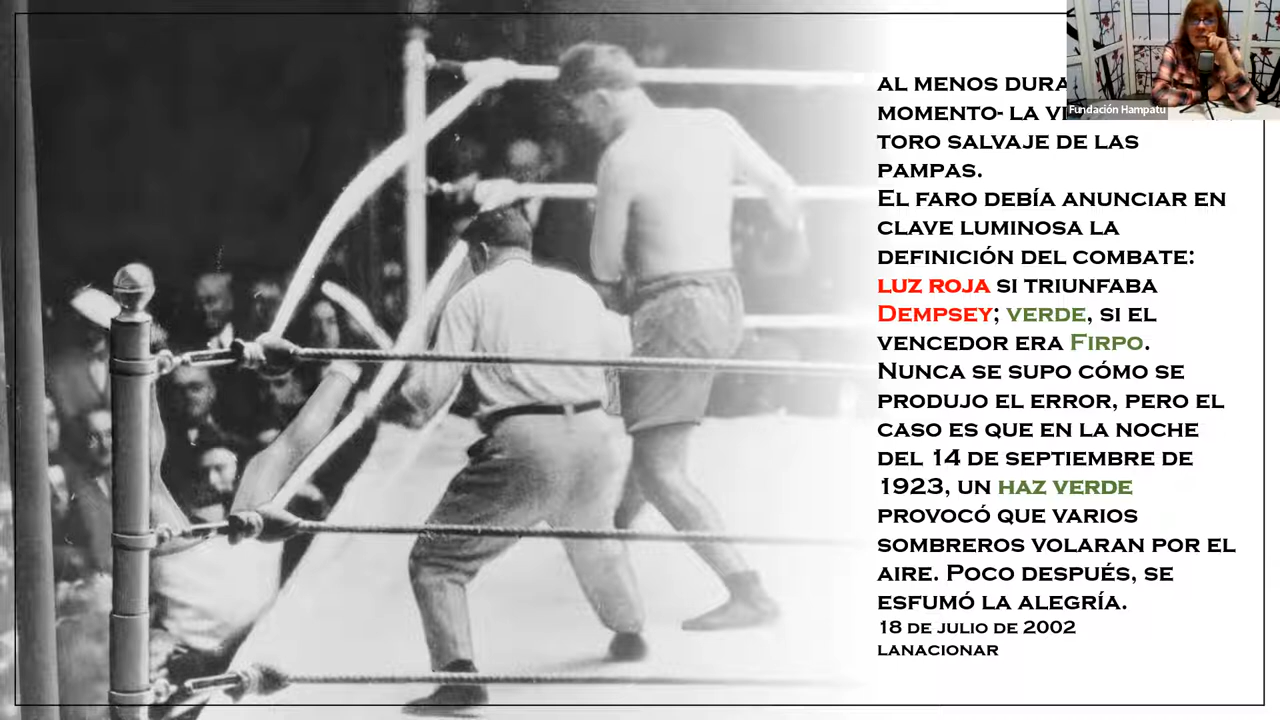 AL MENOS DURA
MOMENTO- LA VI
TORO SALVAJE DE LAS
PAMPAS.
EL FARO DEBÍA ANUNCIAR EN
CLAVE LUMINOSA LA
DEFINICIÓN DEL COMBATE:
LUZ ROJA SI TRIUNFABA
DEMPSEY; VERDE, SI EL
VENCEDOR ERA FIRPO.
NUNCA SE SUPO CÓMO SE
PRODUJO EL ERROR, PERO EL
CASO ES QUE EN LA NOCHE
DEL 14 DE SEPTIEMBRE DE
1923, UN HAZ VERDE
PROVOCÓ QUE VARIOS
SOMBREROS VOLARAN POR EL
AIRE. POCO DESPUÉS, SE
ESFUMÓ LA ALEGRÍA.
18 DE JULIO DE 2002
LANACIONAR
Fundación Hampatu